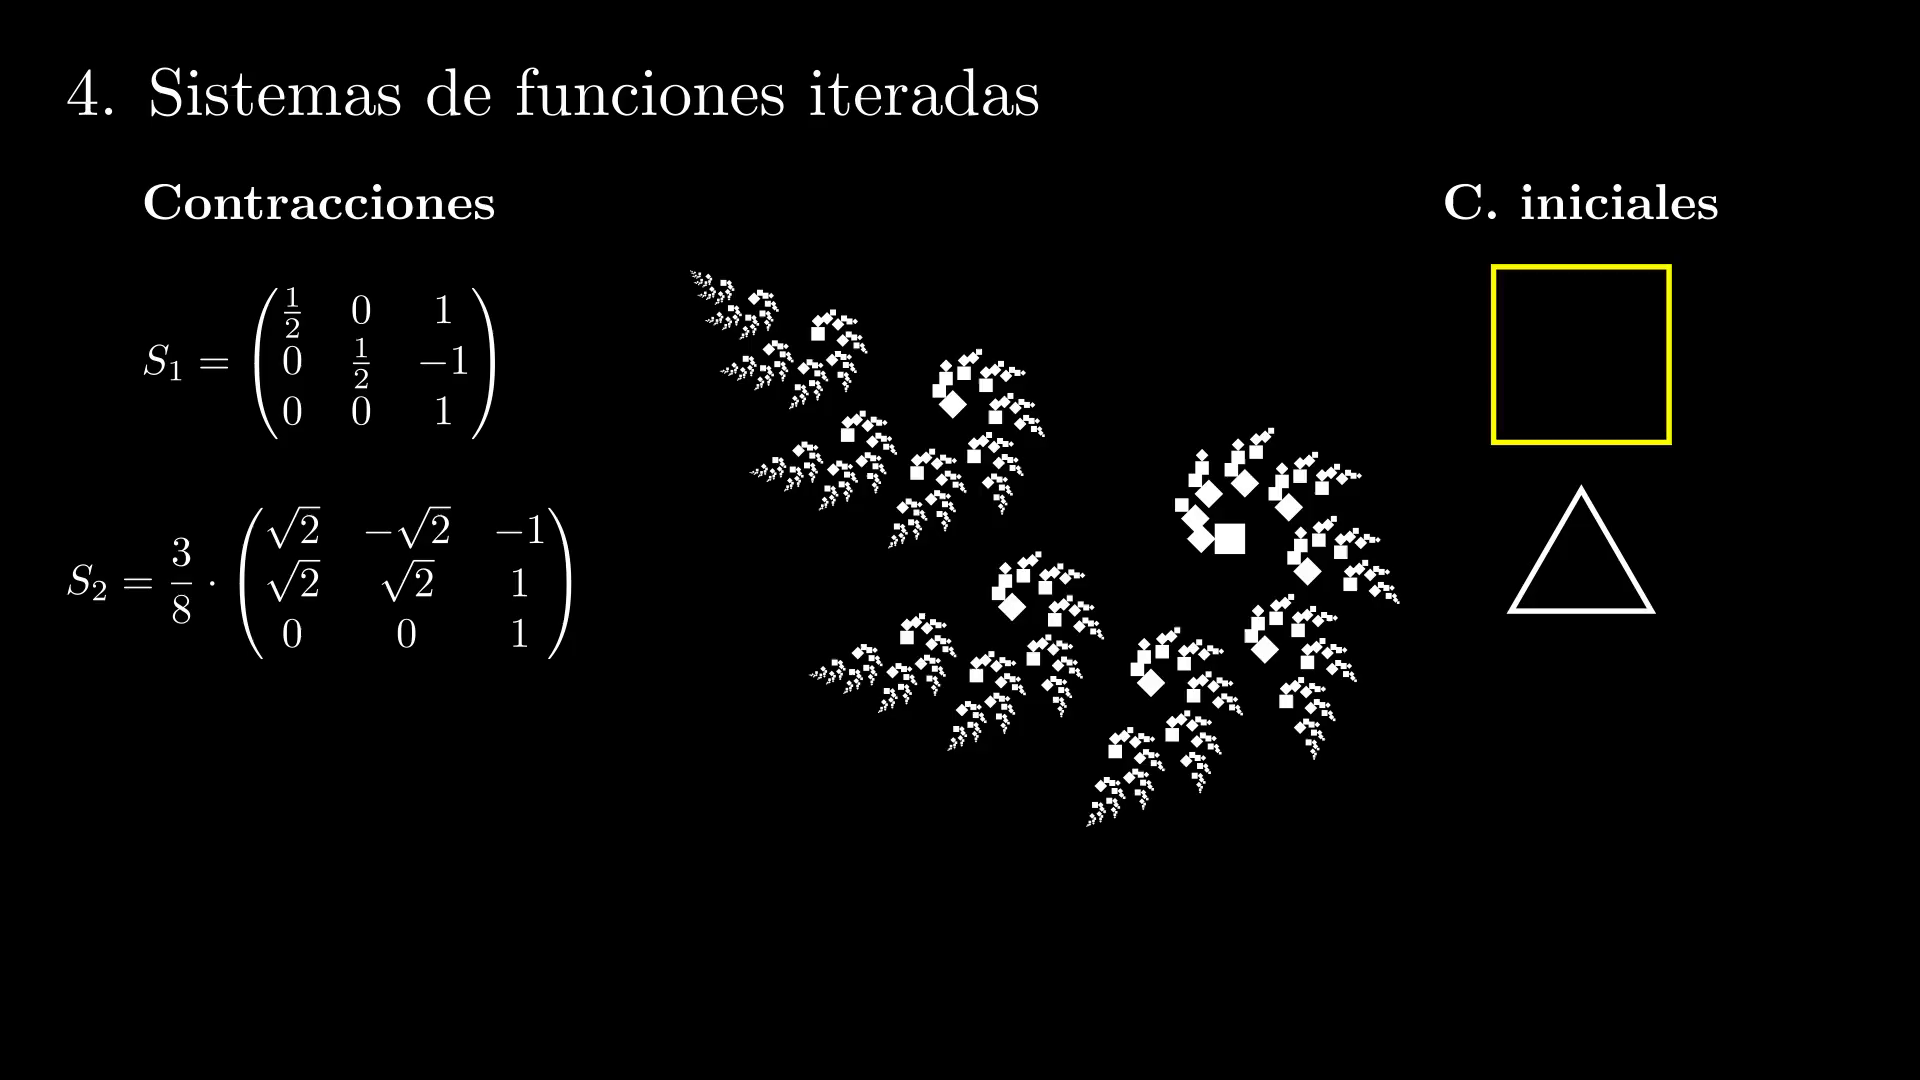 4. Sistemas de funciones iteradas
Contracciones
C. iniciales
$S_1 = \begin{pmatrix} \frac{1}{2} & 0 & 1 \\ 0 & \frac{1}{2} & -1 \\ 0 & 0 & 1 \end{pmatrix}$
$S_2 = \frac{3}{8} \cdot \begin{pmatrix} \sqrt{2} & -\sqrt{2} & -1 \\ \sqrt{2} & \sqrt{2} & 1 \\ 0 & 0 & 1 \end{pmatrix}$